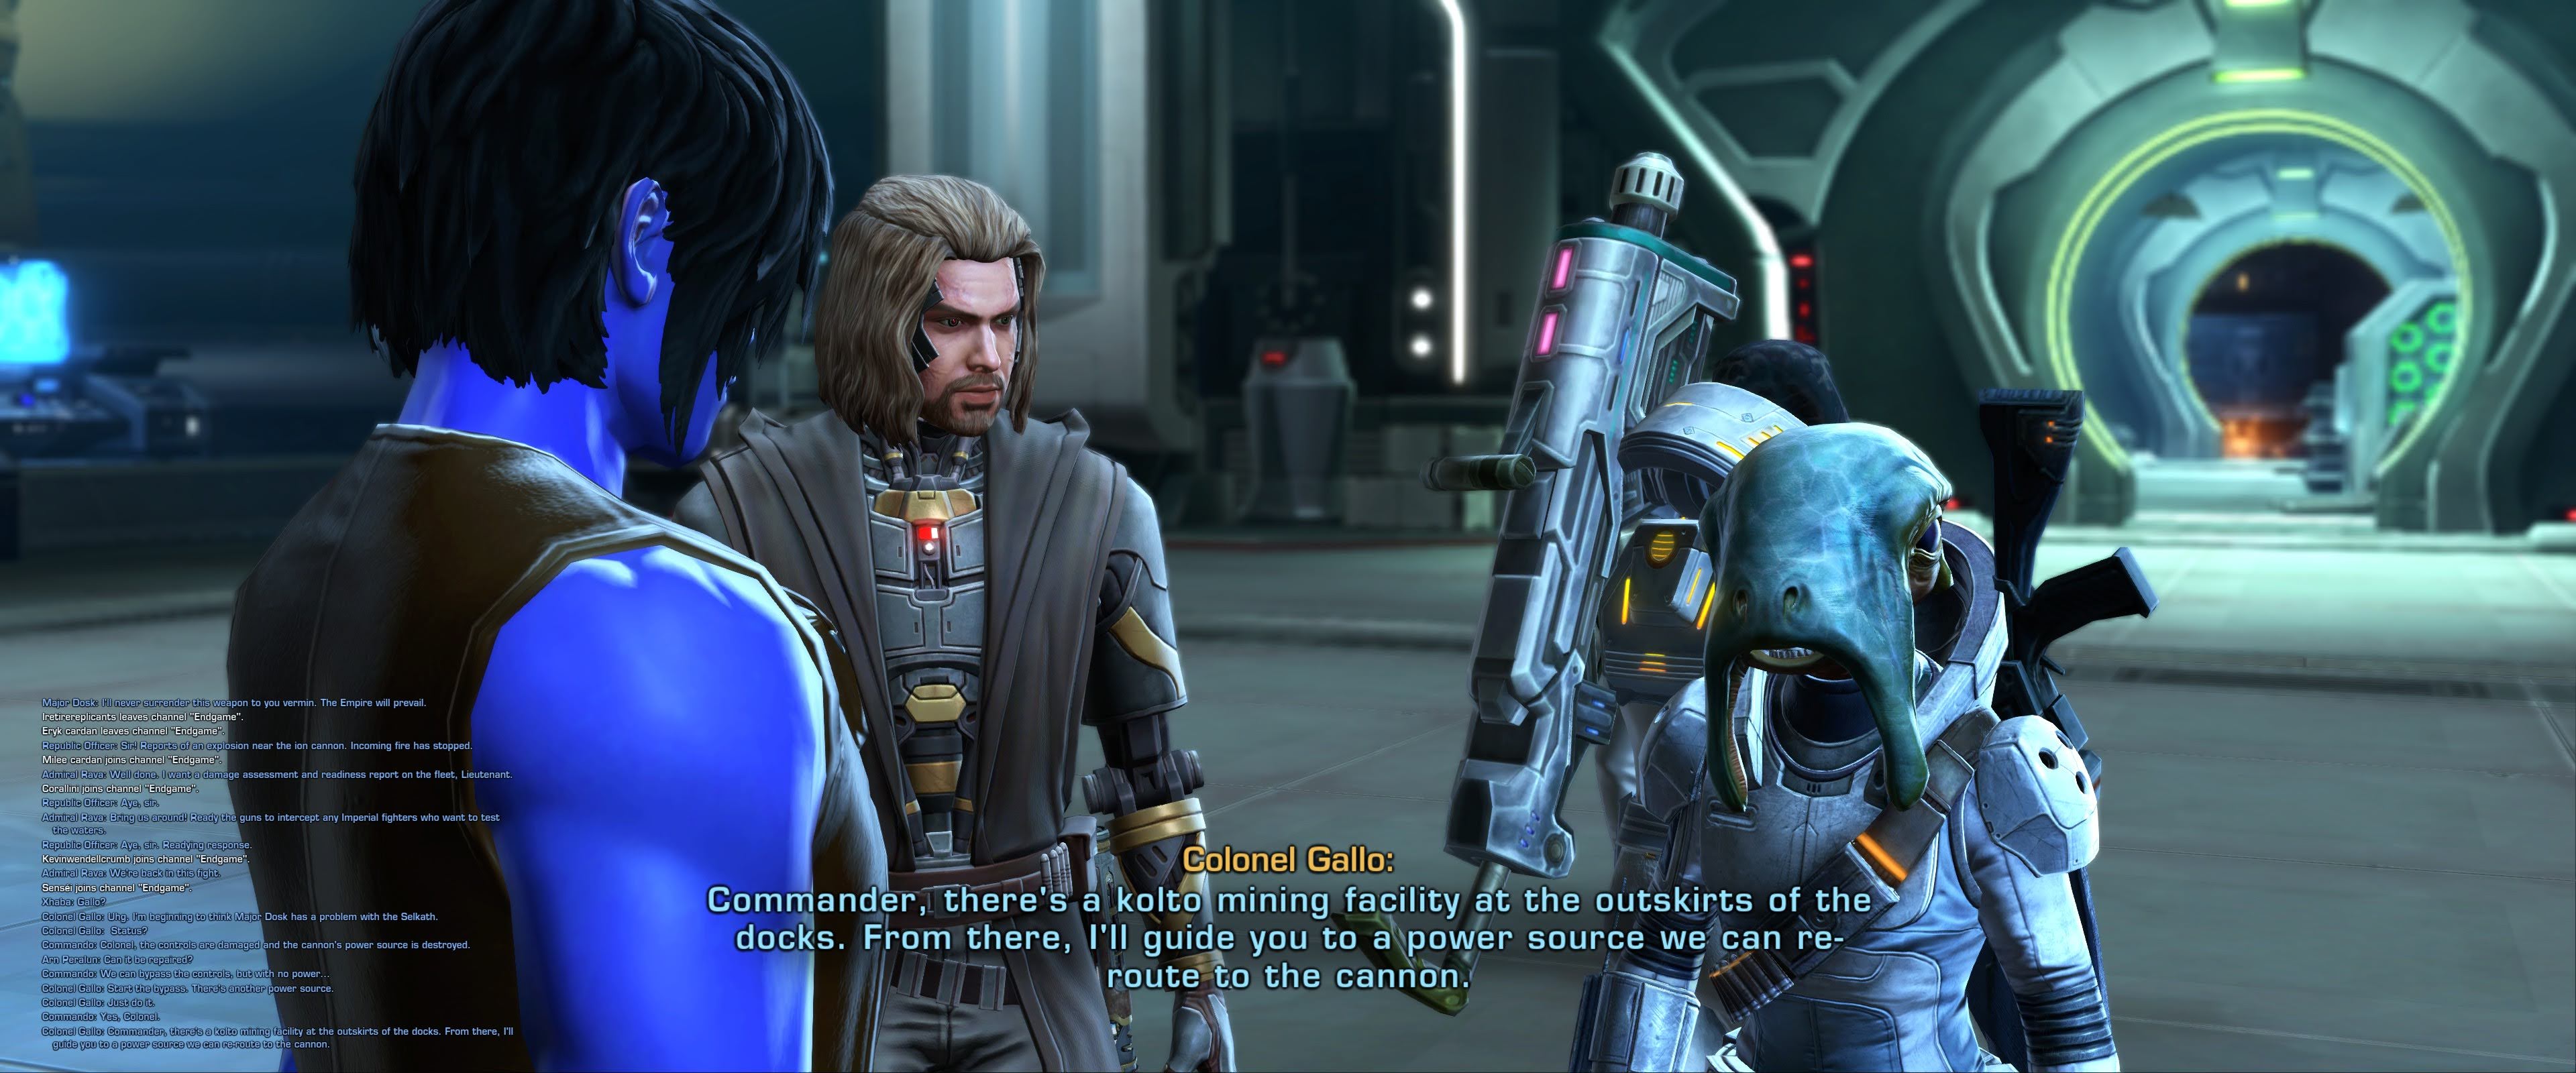 Major Dosk: I'll never surrender this weapon to you vermin. The Empire will prevail.
Iretirereplicants leaves channel "Endgame".
Eryk cardan leaves channel "Endgame".
Republic Officer: Sir! Reports of an explosion near the ion cannon. Incoming fire has stopped.
Milee cardan joins channel "Endgame".
Admiral Rava: Well done. I want a damage assessment and readiness report on the fleet, Lieutenant.
Corallini joins channel "Endgame".
Republic Officer: Aye, sir.
Admiral Rava: Bring us around! Ready the guns to intercept any Imperial fighters who want to test
the waters.
Republic Officer: Aye, sir. Readying response.
Kevinwendellcrumb joins channel "Endgame".
Admiral Rava: We're back in this fight.
Sensëi joins channel "Endgame".
Xhaba: Gallo?
Colonel Gallo: Uhg. I'm beginning to think Major Dosk has a problem with the Selkath.
Colonel Gallo: Status?
Commando: Colonel, the controls are damaged and the cannon's power source is destroyed.
Arn Peralun: Can it be repaired?
Commando: We can bypass the controls, but with no power...
Colonel Gallo: Start the bypass. There's another power source.
Colonel Gallo: Just do it.
Commando: Yes, Colonel.
Colonel Gallo: Commander, there's a kolto mining facility at the outskirts of the docks. From there, I'll
guide you to a power source we can re-route to the cannon.
Colonel Gallo:
Commander, there's a kolto mining facility at the outskirts of the
docks. From there, I'll guide you to a power source we can re-
route to the cannon.